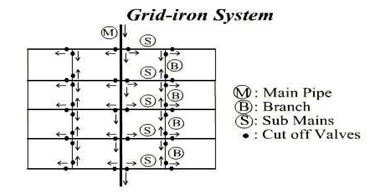 Grid-iron System
M
S
B
S
B
S
B
S
B
S
M : Main Pipe
B : Branch
S : Sub Mains
• : Cut off Valves